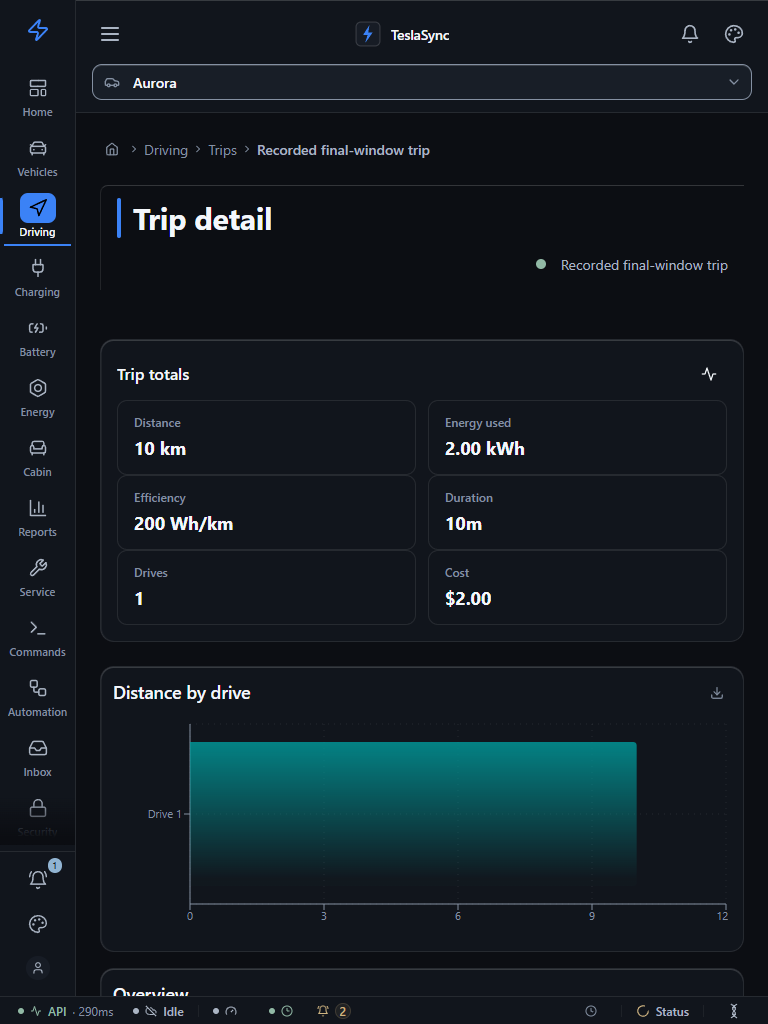 TeslaSync
Aurora
Home
Vehicles
Driving
Charging
Battery
Energy
Cabin
Reports
Service
Commands
Automation
Inbox
Security
1
Driving
Trips
Recorded final-window trip
Trip detail
Recorded final-window trip
Trip totals
Distance
10 km
Energy used
2.00 kWh
Efficiency
200 Wh/km
Duration
10m
Drives
1
Cost
$2.00
Distance by drive
Drive 1
0 3 6 9 12
Overview
API · 290ms
Idle
2
Status